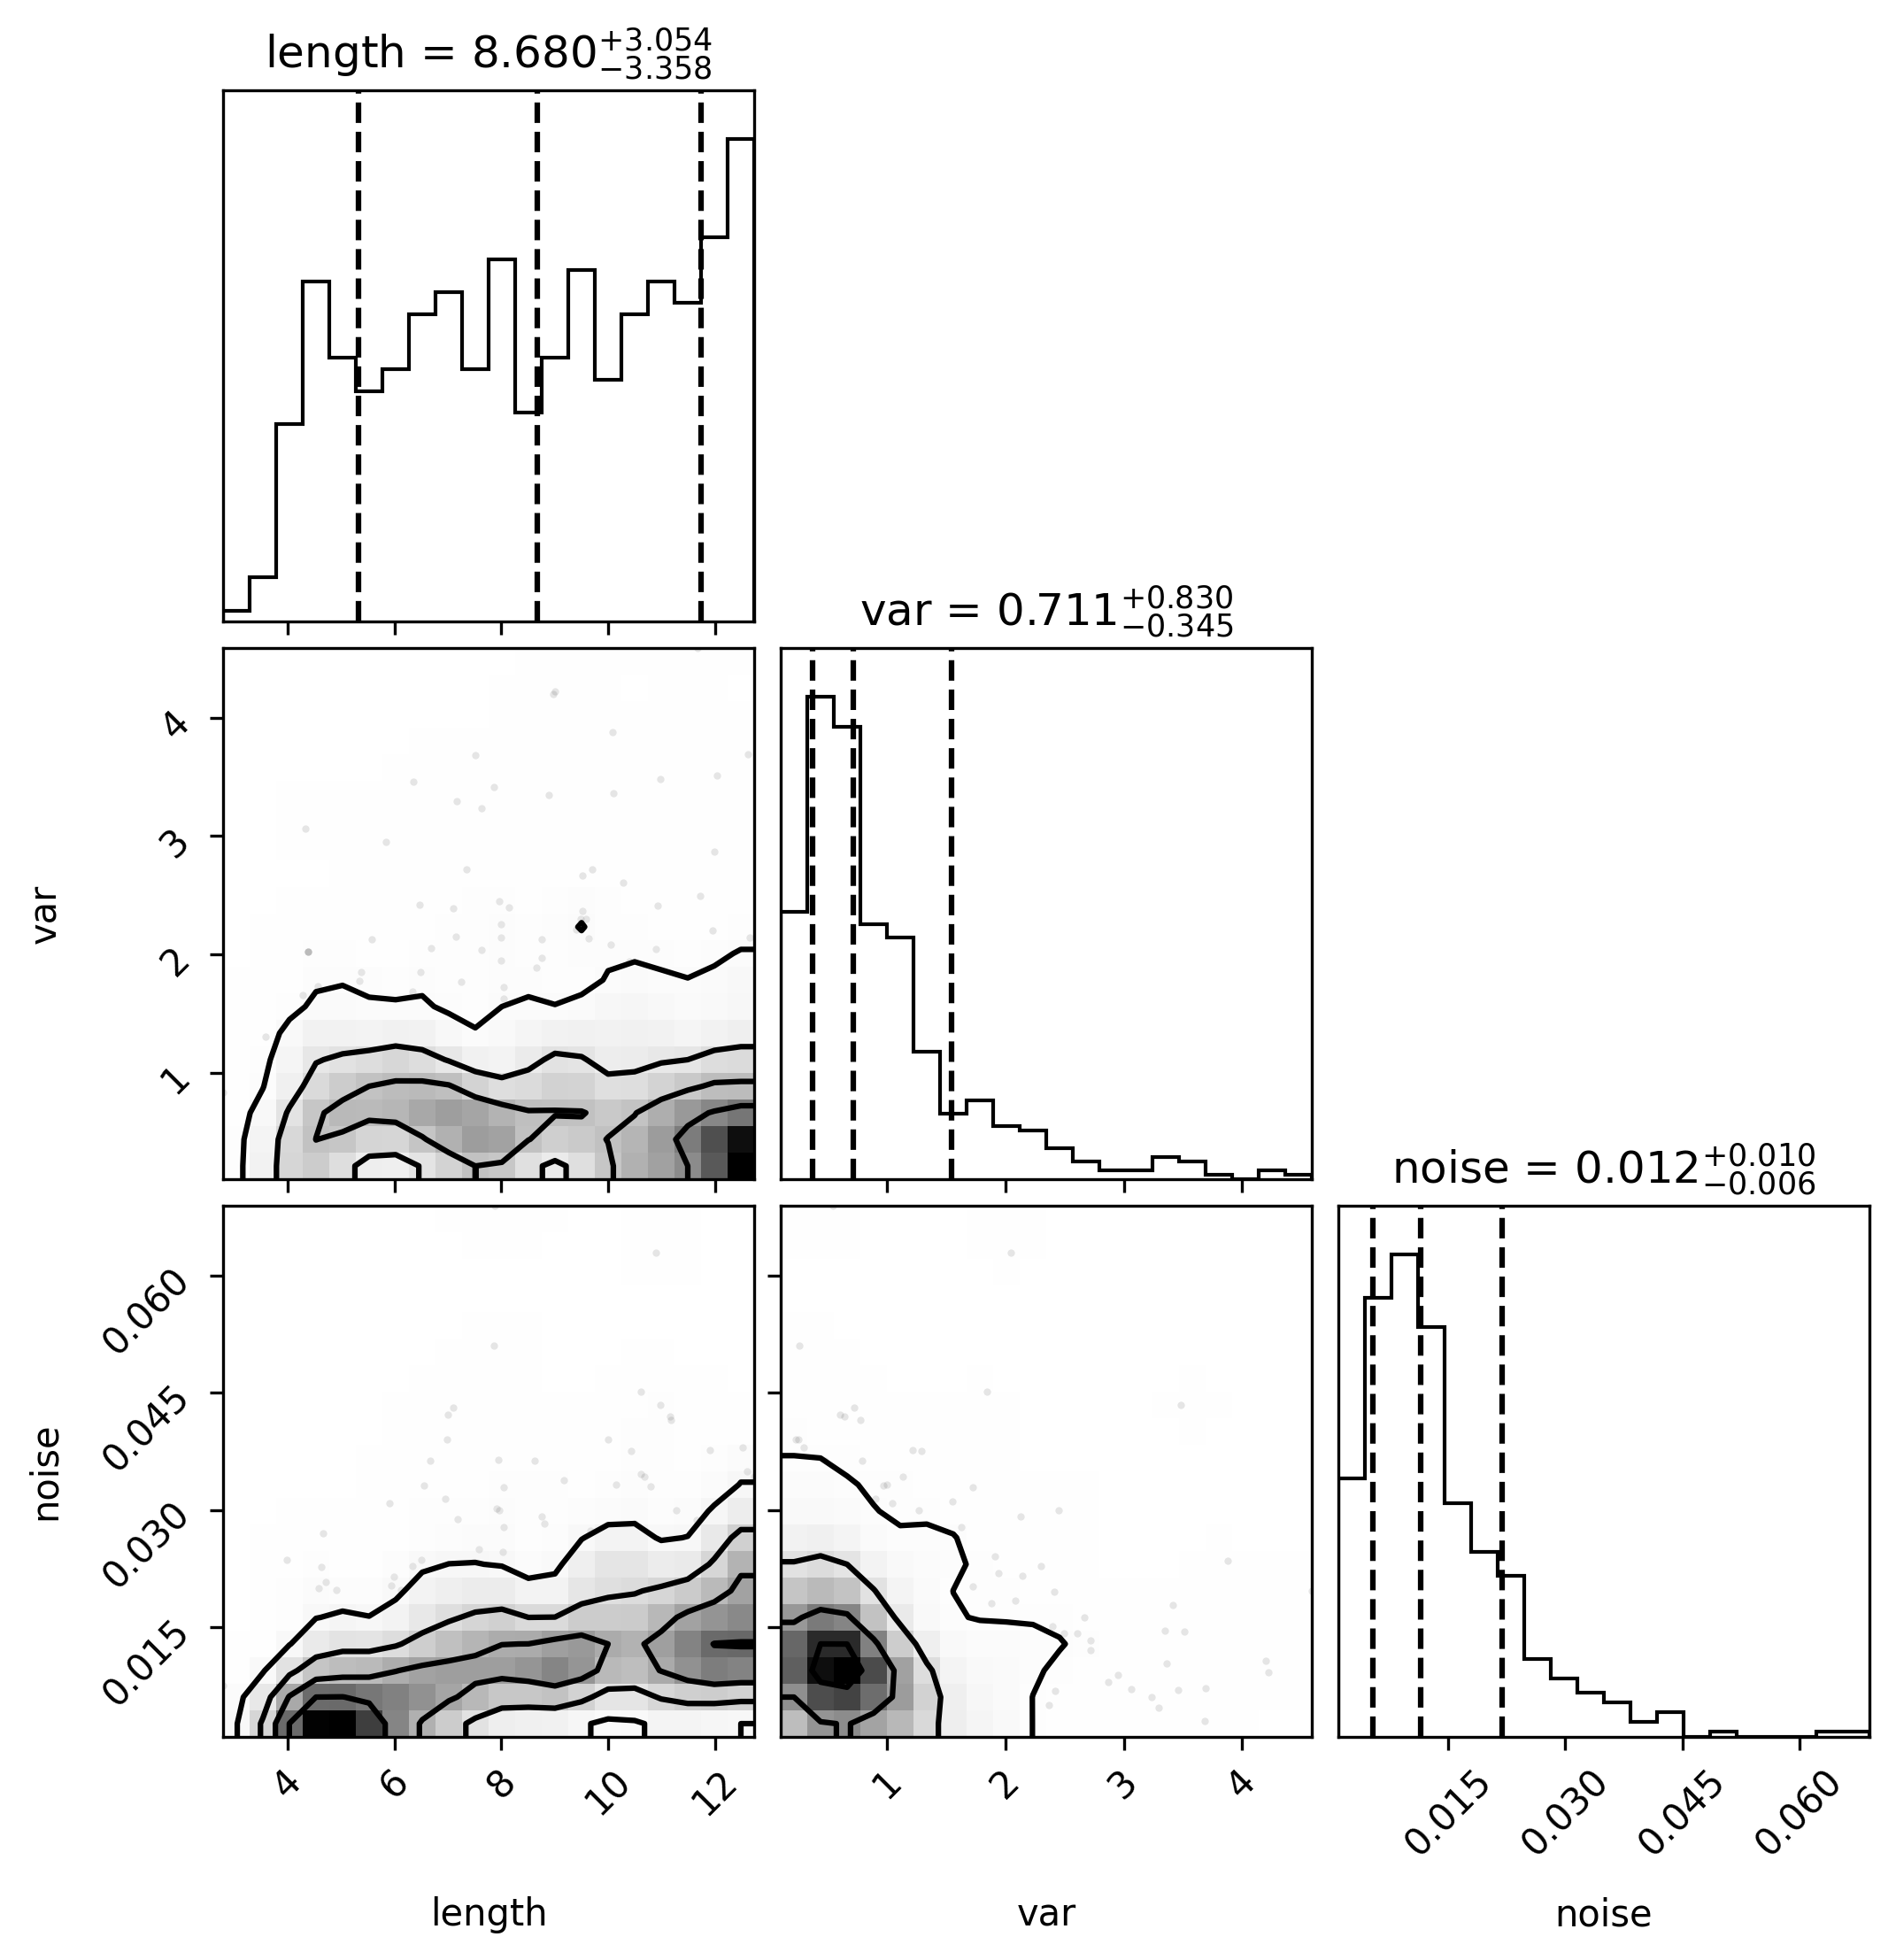 length = 8.680 +3.054 −3.358
var = 0.711 +0.830 −0.345
4
3
2
1
var
noise = 0.012 +0.010 −0.006
0.060
0.045
0.030
0.015
noise
4 6 8 10 12 1 2 3 4 0.015 0.030 0.045 0.060
length var noise